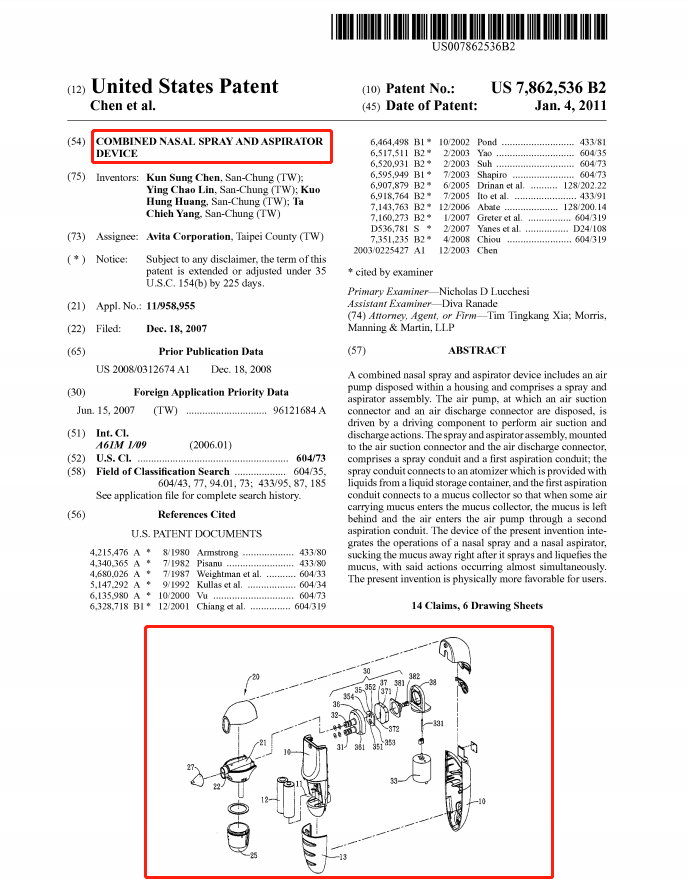 US007862536B2
(12) United States Patent
Chen et al.
(10) Patent No.: US 7,862,536 B2
(45) Date of Patent: Jan. 4, 2011
(54) COMBINED NASAL SPRAY AND ASPIRATOR
DEVICE
(75) Inventors: Kun Sung Chen, San-Chung (TW);
Ying Chao Lin, San-Chung (TW); Kuo
Hung Huang, San-Chung (TW); Ta
Chieh Yang, San-Chung (TW)
(73) Assignee: Avita Corporation, Taipei County (TW)
( * ) Notice: Subject to any disclaimer, the term of this
patent is extended or adjusted under 35
U.S.C. 154(b) by 225 days.
(21) Appl. No.: 11/958,955
(22) Filed: Dec. 18, 2007
(65) Prior Publication Data
US 2008/0312674 A1 Dec. 18, 2008
(30) Foreign Application Priority Data
Jun. 15, 2007 (TW) ............................. 96121684 A
(51) Int. Cl.
A61M 1/09 (2006.01)
(52) U.S. Cl. ....................................................... 604/73
(58) Field of Classification Search .................. 604/35,
604/43, 77, 94.01, 73; 433/95, 87, 185
See application file for complete search history.
(56) References Cited
U.S. PATENT DOCUMENTS
4,215,476 A * 8/1980 Armstrong ................... 433/80
4,340,365 A * 7/1982 Pisanu ......................... 433/80
4,680,026 A * 7/1987 Weightman et al. .......... 604/33
5,147,292 A * 9/1992 Kullas et al. .................. 604/34
6,135,980 A * 10/2000 Vu ................................ 604/73
6,328,718 B1 * 12/2001 Chiang et al. .............. 604/319
6,464,498 B1 * 10/2002 Pond .......................... 433/81
6,517,511 B2 * 2/2003 Yao ............................ 604/35
6,520,931 B2 * 2/2003 Suh ............................ 604/73
6,595,949 B1 * 7/2003 Shapiro ...................... 604/73
6,907,879 B2 * 6/2005 Drinan et al. .......... 128/202.22
6,918,764 B2 * 7/2005 Ito et al. ..................... 433/91
7,143,763 B2 * 12/2006 Abate .................... 128/200.14
7,160,273 B2 * 1/2007 Greter et al. ................ 604/319
D536,781 S * 2/2007 Yanes et al. ............... D24/108
7,351,235 B2 * 4/2008 Chiou ....................... 604/319
2003/0225427 A1 12/2003 Chen
* cited by examiner
Primary Examiner—Nicholas D Lucchesi
Assistant Examiner—Diva Ranade
(74) Attorney, Agent, or Firm—Tim Tingkang Xia; Morris,
Manning & Martin, LLP
(57) ABSTRACT
A combined nasal spray and aspirator device includes an air
pump disposed within a housing and comprises a spray and
aspirator assembly. The air pump, at which an air suction
connector and an air discharge connector are disposed, is
driven by a driving component to perform air suction and
discharge actions. The spray and aspirator assembly, mounted
to the air suction connector and the air discharge connector,
comprises a spray conduit and a first aspiration conduit; the
spray conduit connects to an atomizer which is provided with
liquids from a liquid storage container, and the first aspiration
conduit connects to a mucus collector so that when some air
carrying mucus enters the mucus collector, the mucus is left
behind and the air enters the air pump through a second
aspiration conduit. The device of the present invention inte-
grates the operations of a nasal spray and a nasal aspirator,
sucking the mucus away right after it sprays and liquefies the
mucus, with said actions occurring almost simultaneously.
The present invention is physically more favorable for users.
14 Claims, 6 Drawing Sheets
20
30
37 382
35 352 371 381 38
354
36
32
372
331
31 361 351 353
21
10
27
22
33
11
12
10
25
13